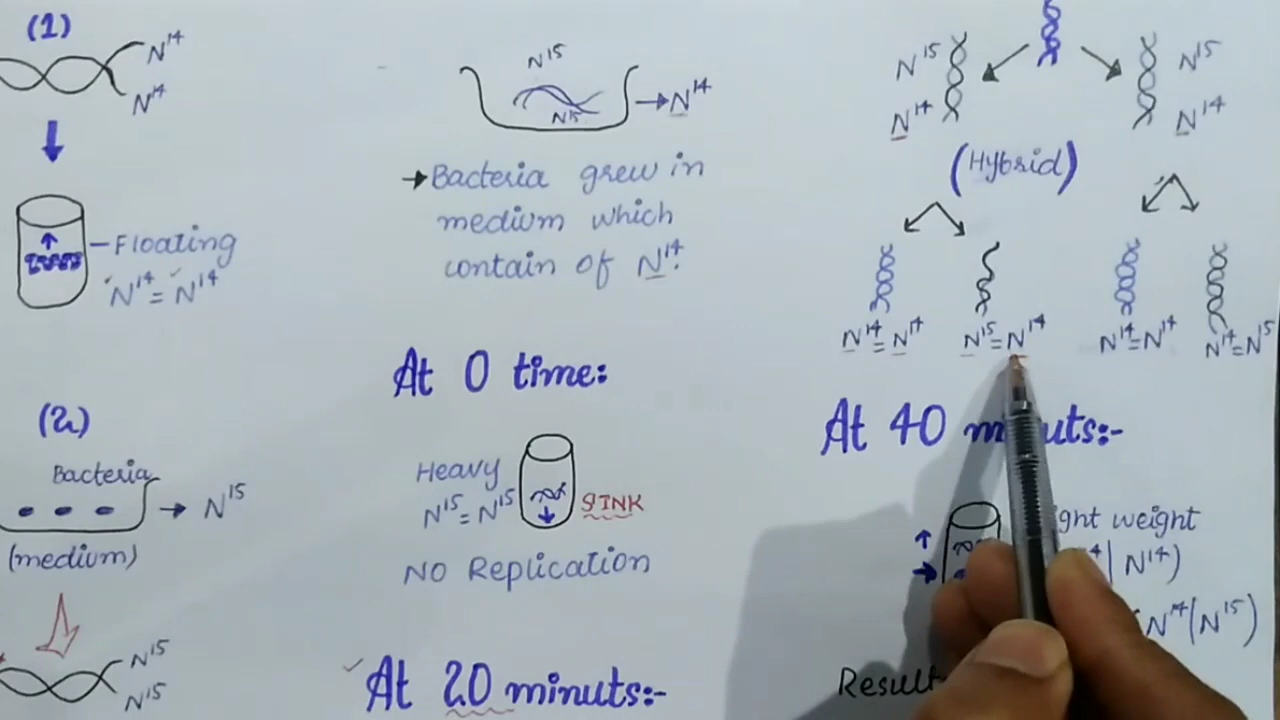 (1)
N14
N14
Floating
N14 = N14
(2)
Bacteria
N15
(medium)
N15
N15
N15
N15
N14
Bacteria grew in
medium which
contain of N14.
At 0 time:
Heavy
N15 = N15
SINK
NO Replication
At 20 minuts:-
N15
N14
N15
N14
(Hybrid)
N14 = N14
N15 = N14
N14 = N14
N14 = N15
At 40 minuts:-
weight
N14)
N14(N15)
Result